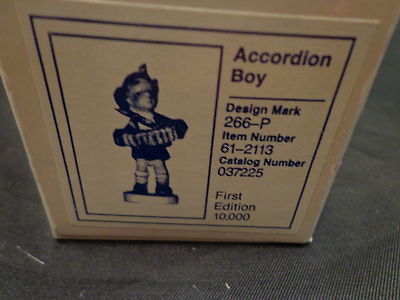 Accordion
Boy
Design Mark
266-P
Item Number
61-2113
Catalog Number
037225
First
Edition
10,000